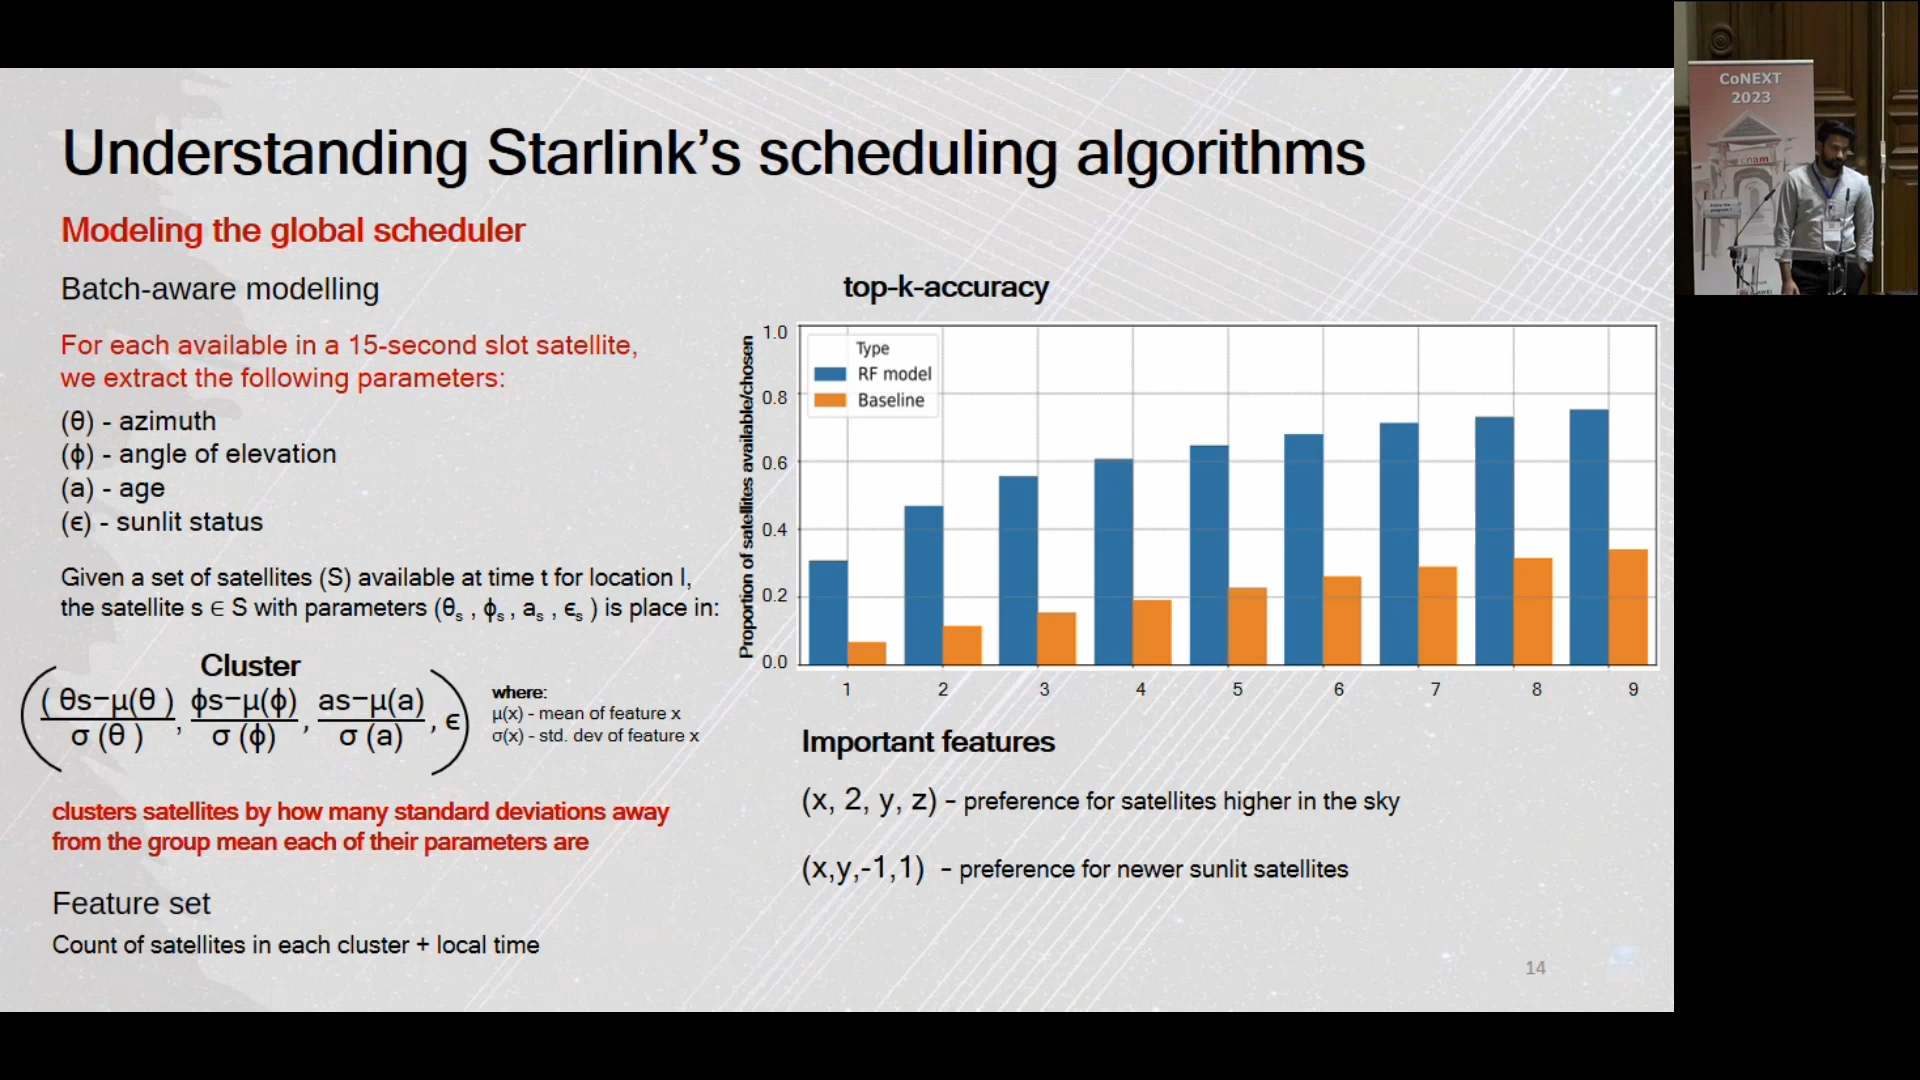 Understanding Starlink’s scheduling algorithms
Modeling the global scheduler
Batch-aware modelling
For each available in a 15-second slot satellite,
we extract the following parameters:
(θ) - azimuth
(ϕ) - angle of elevation
(a) - age
(ϵ) - sunlit status
Given a set of satellites (S) available at time t for location l,
the satellite s ∈ S with parameters (θₛ , ϕₛ , aₛ , ϵₛ ) is place in:
Cluster
( θs−μ(θ )
σ (θ )
,
ϕs−μ(ϕ)
σ (ϕ)
,
as−μ(a)
σ (a)
, ϵ
where:
μ(x) - mean of feature x
σ(x) - std. dev of feature x
clusters satellites by how many standard deviations away
from the group mean each of their parameters are
Feature set
Count of satellites in each cluster + local time
top-k-accuracy
Proportion of satellites available/chosen
1.0
0.8
0.6
0.4
0.2
0.0
Type
RF model
Baseline
1 2 3 4 5 6 7 8 9
Important features
(x, 2, y, z) - preference for satellites higher in the sky
(x,y,-1,1) - preference for newer sunlit satellites
14
CoNEXT
2023
cnam